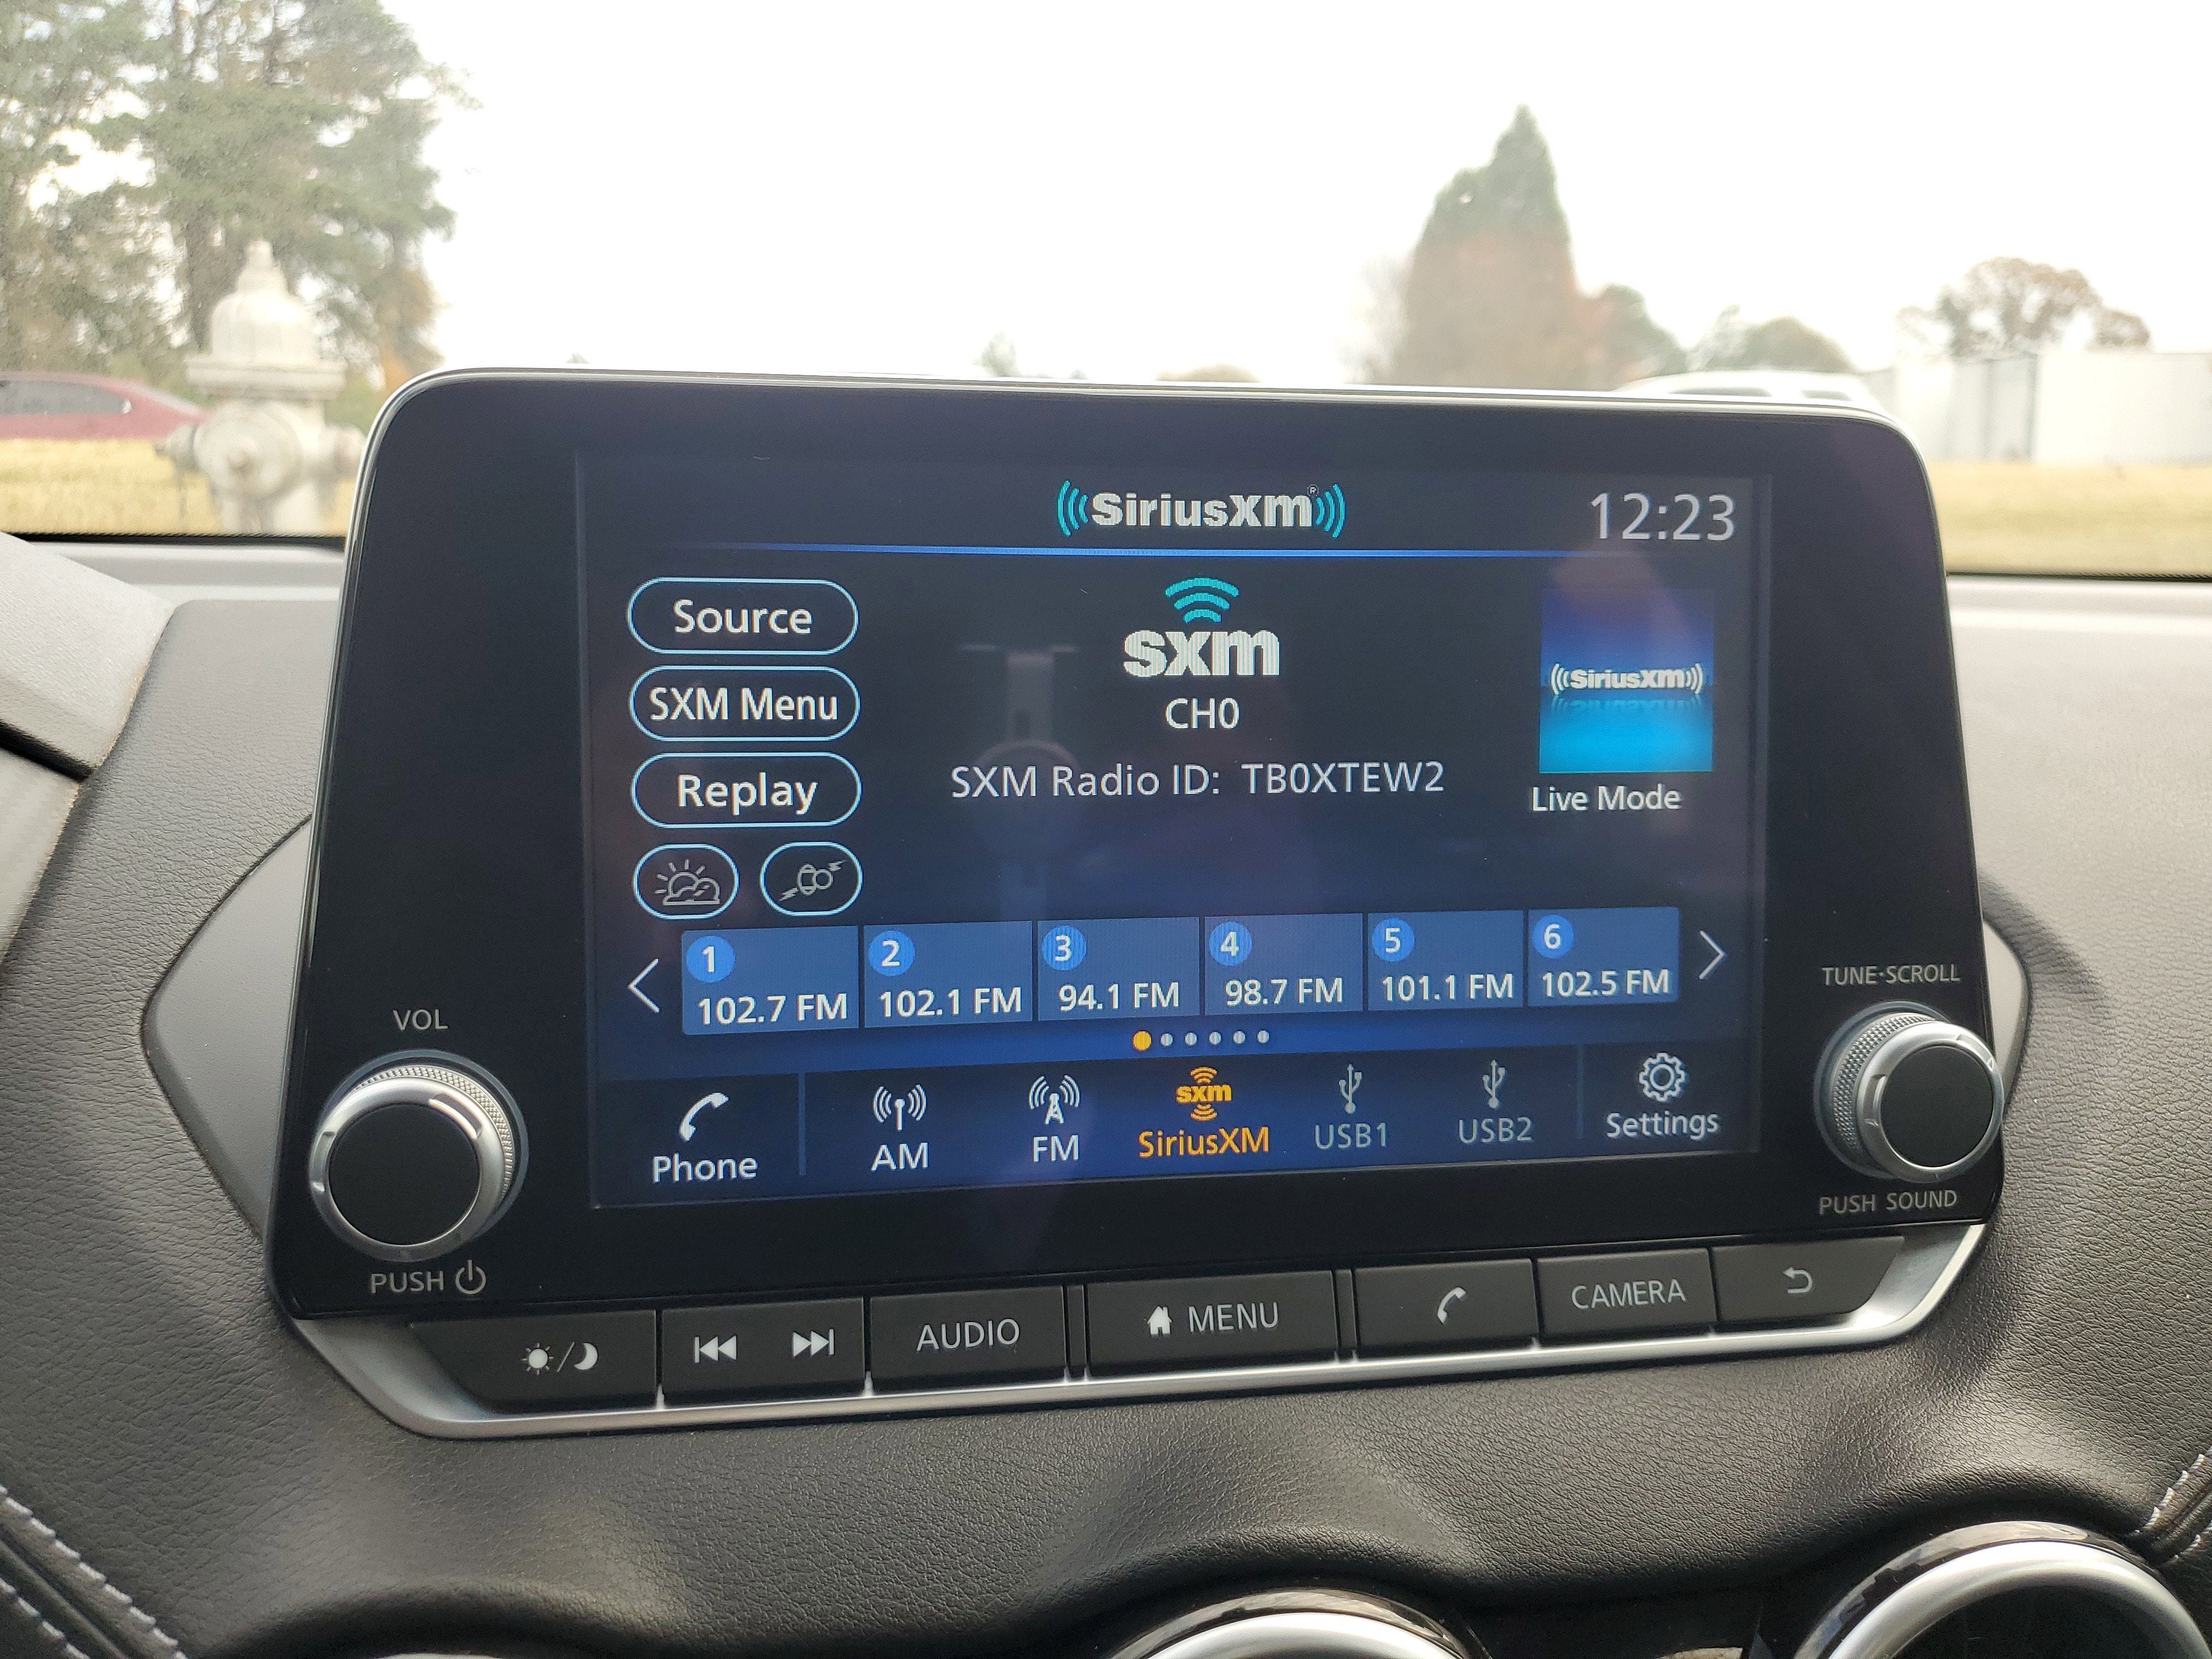 SiriusXM®
12:23
Source
sxm
SXM Menu
CH0
SiriusXM
Replay
SXM Radio ID: TB0XTEW2
Live Mode
1 2 3 4 5 6
102.7 FM 102.1 FM 94.1 FM 98.7 FM 101.1 FM 102.5 FM
sxm
Phone AM FM SiriusXM USB1 USB2 Settings
VOL
PUSH
TUNE·SCROLL
PUSH SOUND
AUDIO MENU CAMERA